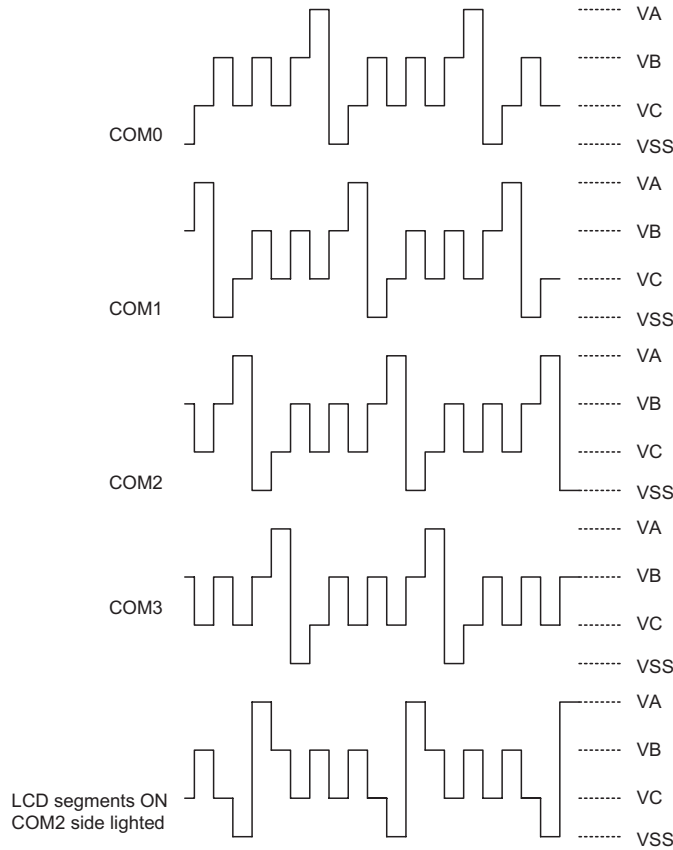 VA
VB
VC
COM0
VSS
VA
VB
VC
COM1
VSS
VA
VB
VC
COM2
VSS
VA
VB
COM3
VC
VSS
VA
VB
VC
LCD segments ON
COM2 side lighted
VSS